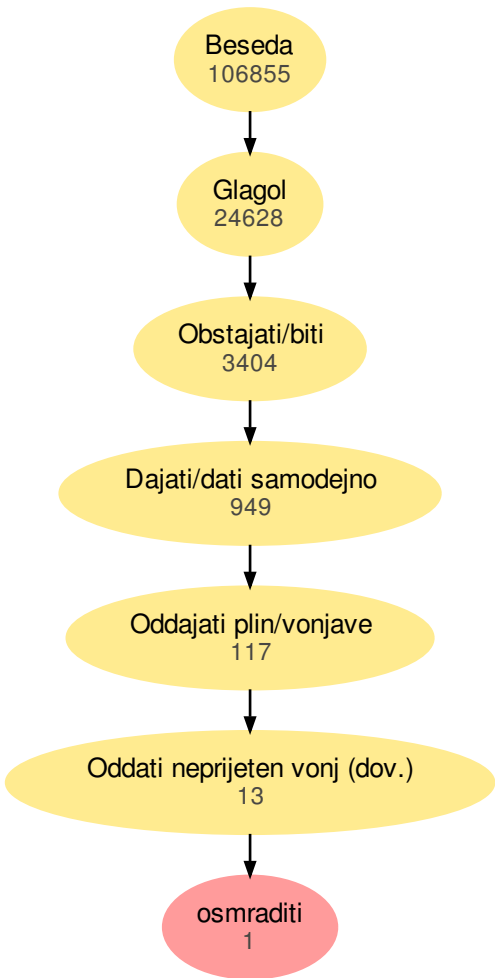 Beseda
106855
Glagol
24628
Obstajati/biti
3404
Dajati/dati samodejno
949
Oddajati plin/vonjave
117
Oddati neprijeten vonj (dov.)
13
osmraditi
1